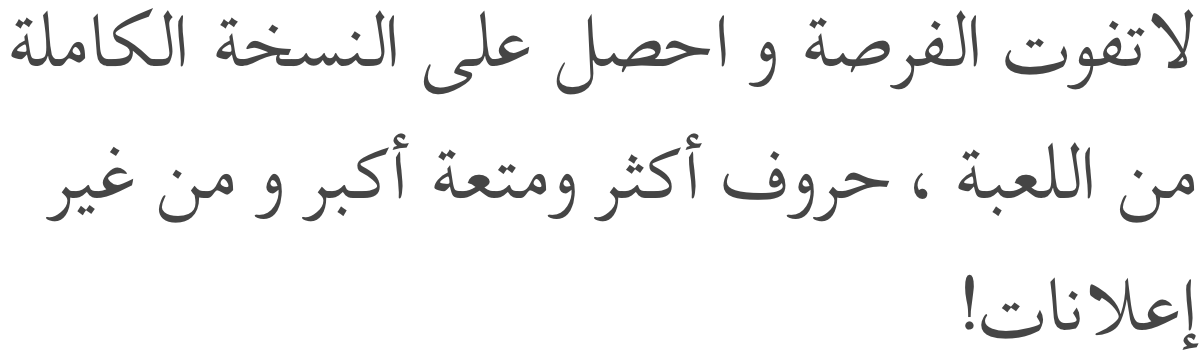 لاتفوت الفرصة و احصل على النسخة الكاملة
من اللعبة ، حروف أكثر ومتعة أكبر و من غير
إعلانات!